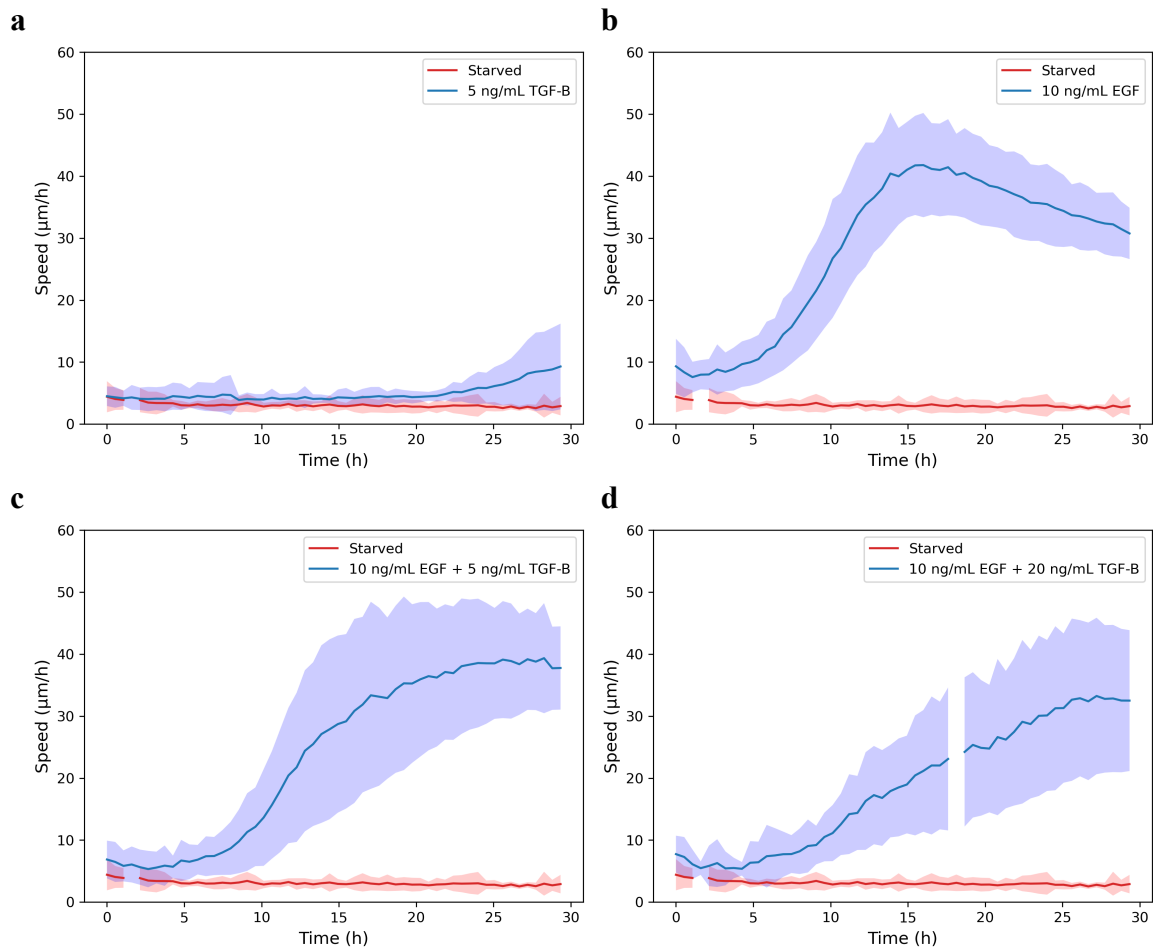 a
60
50
40
30
20
10
0
Speed (μm/h)
Starved
5 ng/mL TGF-B
0 5 10 15 20 25 30
Time (h)
b
60
50
40
30
20
10
0
Speed (μm/h)
Starved
10 ng/mL EGF
0 5 10 15 20 25 30
Time (h)
c
60
50
40
30
20
10
0
Speed (μm/h)
Starved
10 ng/mL EGF + 5 ng/mL TGF-B
0 5 10 15 20 25 30
Time (h)
d
60
50
40
30
20
10
0
Speed (μm/h)
Starved
10 ng/mL EGF + 20 ng/mL TGF-B
0 5 10 15 20 25 30
Time (h)